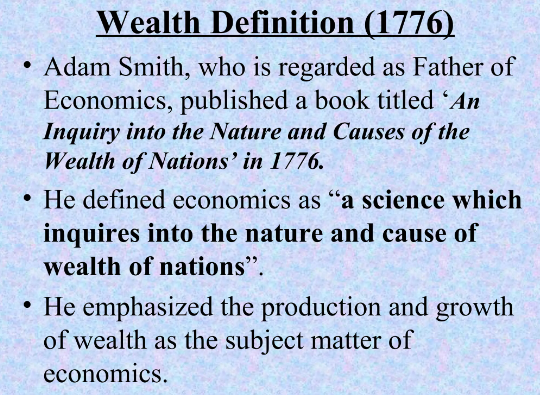 Wealth Definition (1776)
• Adam Smith, who is regarded as Father of
Economics, published a book titled ‘An
Inquiry into the Nature and Causes of the
Wealth of Nations’ in 1776.
• He defined economics as “a science which
inquires into the nature and cause of
wealth of nations”.
• He emphasized the production and growth
of wealth as the subject matter of
economics.